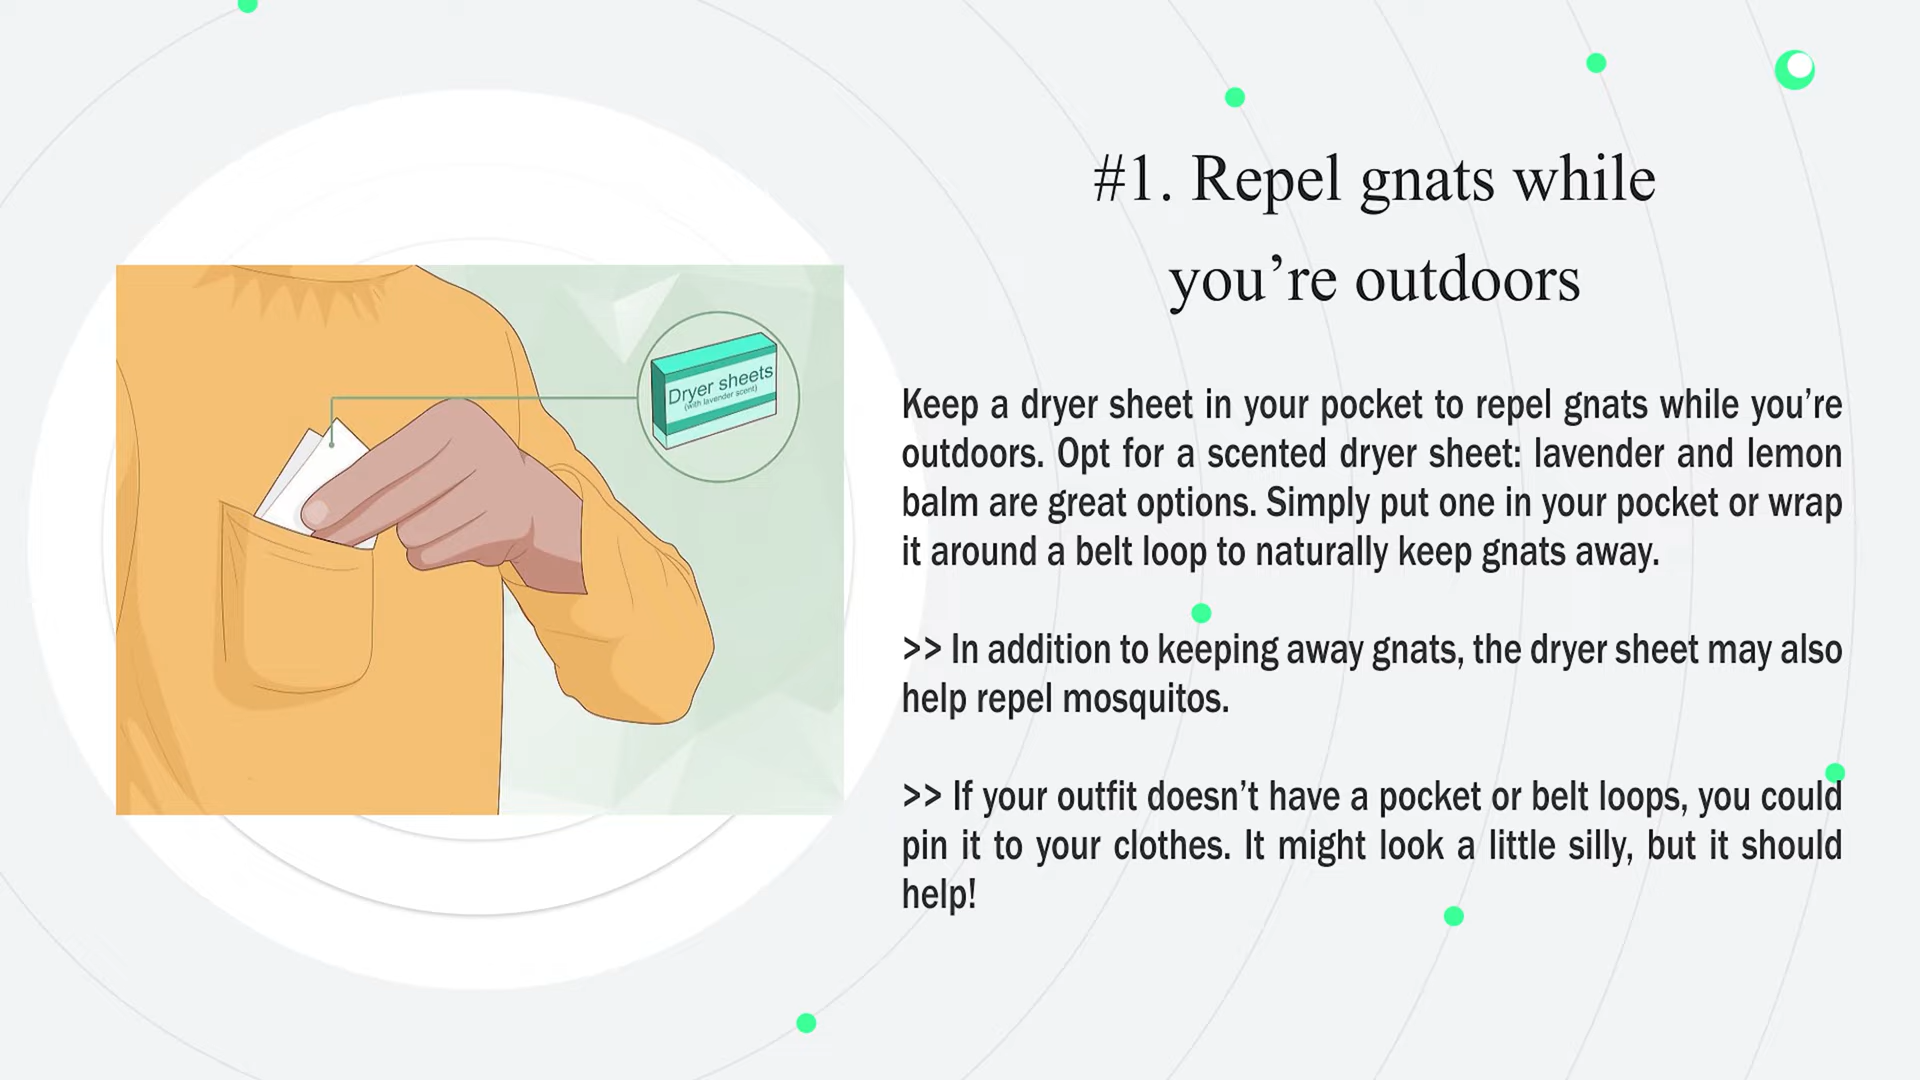 #1. Repel gnats while
you’re outdoors
Dryer sheets
(with lavender scent)
Keep a dryer sheet in your pocket to repel gnats while you’re
outdoors. Opt for a scented dryer sheet: lavender and lemon
balm are great options. Simply put one in your pocket or wrap
it around a belt loop to naturally keep gnats away.
>> In addition to keeping away gnats, the dryer sheet may also
help repel mosquitos.
>> If your outfit doesn’t have a pocket or belt loops, you could
pin it to your clothes. It might look a little silly, but it should
help!